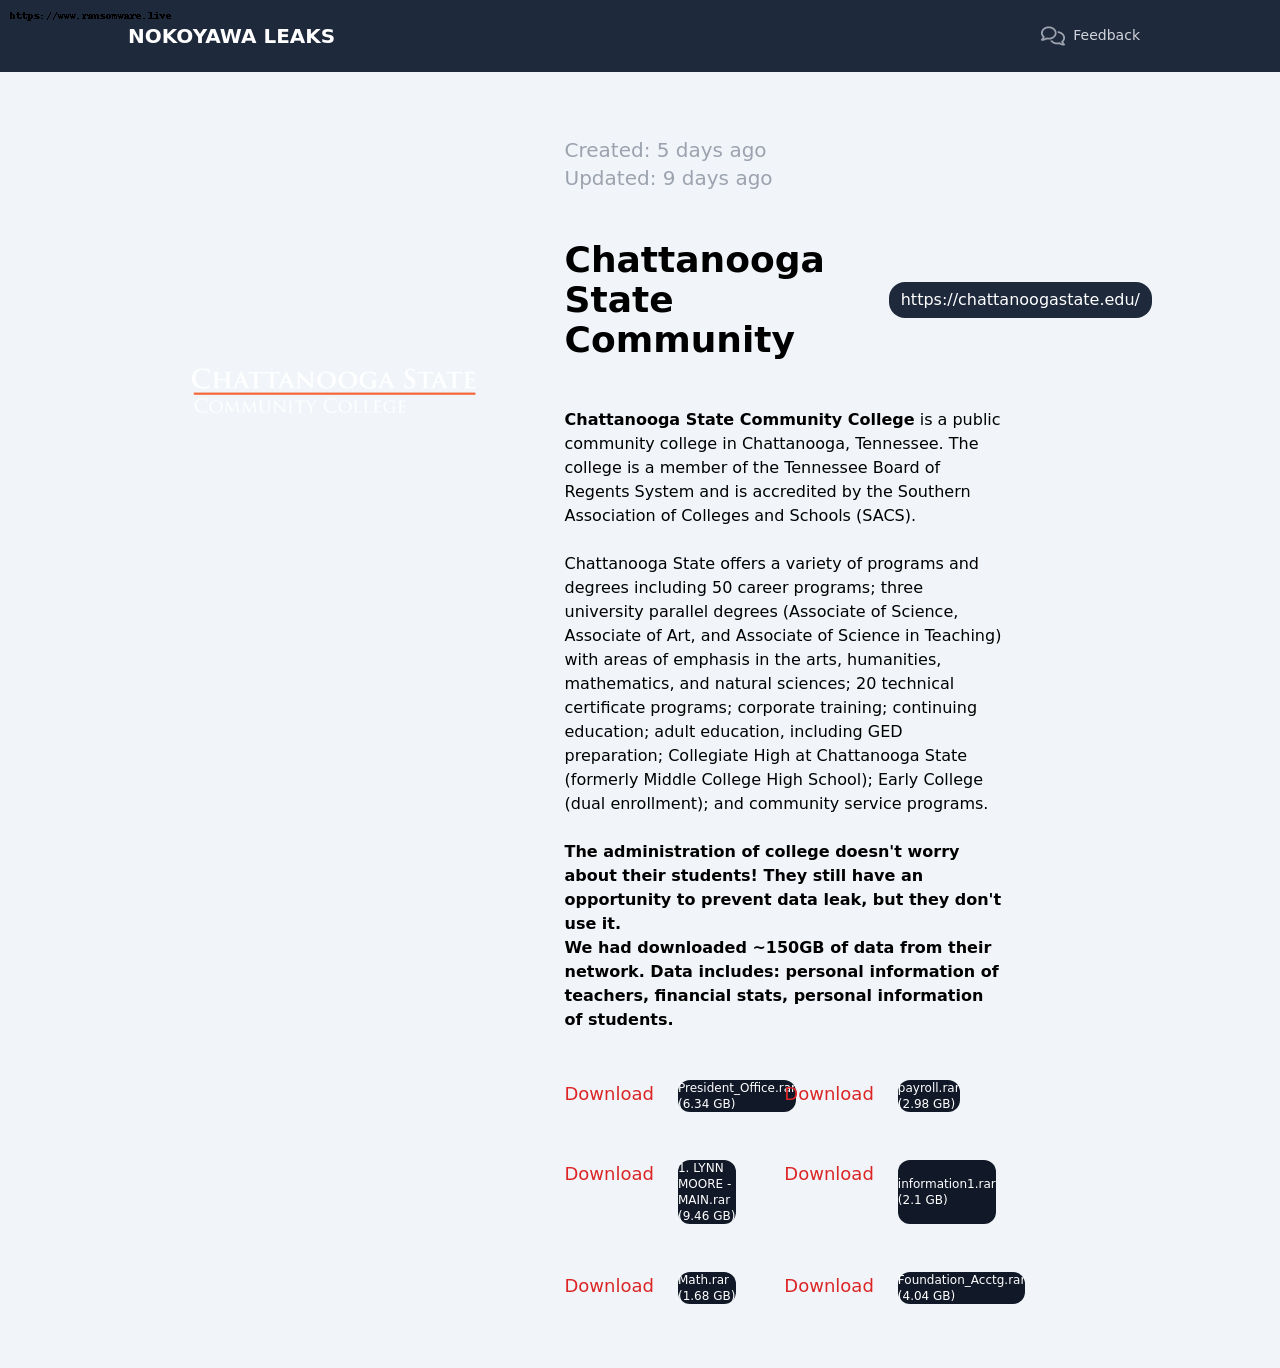 https://www.ransomware.live
NOKOYAWA LEAKS
Feedback
Created: 5 days ago
Updated: 9 days ago
Chattanooga
State
Community
https://chattanoogastate.edu/
CHATTANOOGA STATE
COMMUNITY COLLEGE
Chattanooga State Community College is a public
community college in Chattanooga, Tennessee. The
college is a member of the Tennessee Board of
Regents System and is accredited by the Southern
Association of Colleges and Schools (SACS).
Chattanooga State offers a variety of programs and
degrees including 50 career programs; three
university parallel degrees (Associate of Science,
Associate of Art, and Associate of Science in Teaching)
with areas of emphasis in the arts, humanities,
mathematics, and natural sciences; 20 technical
certificate programs; corporate training; continuing
education; adult education, including GED
preparation; Collegiate High at Chattanooga State
(formerly Middle College High School); Early College
(dual enrollment); and community service programs.
The administration of college doesn't worry
about their students! They still have an
opportunity to prevent data leak, but they don't
use it.
We had downloaded ~150GB of data from their
network. Data includes: personal information of
teachers, financial stats, personal information
of students.
Download
President_Office.rar
(6.34 GB)
Download
payroll.rar
(2.98 GB)
Download
1. LYNN
MOORE -
MAIN.rar
(9.46 GB)
Download
information1.rar
(2.1 GB)
Download
Math.rar
(1.68 GB)
Download
Foundation_Acctg.rar
(4.04 GB)